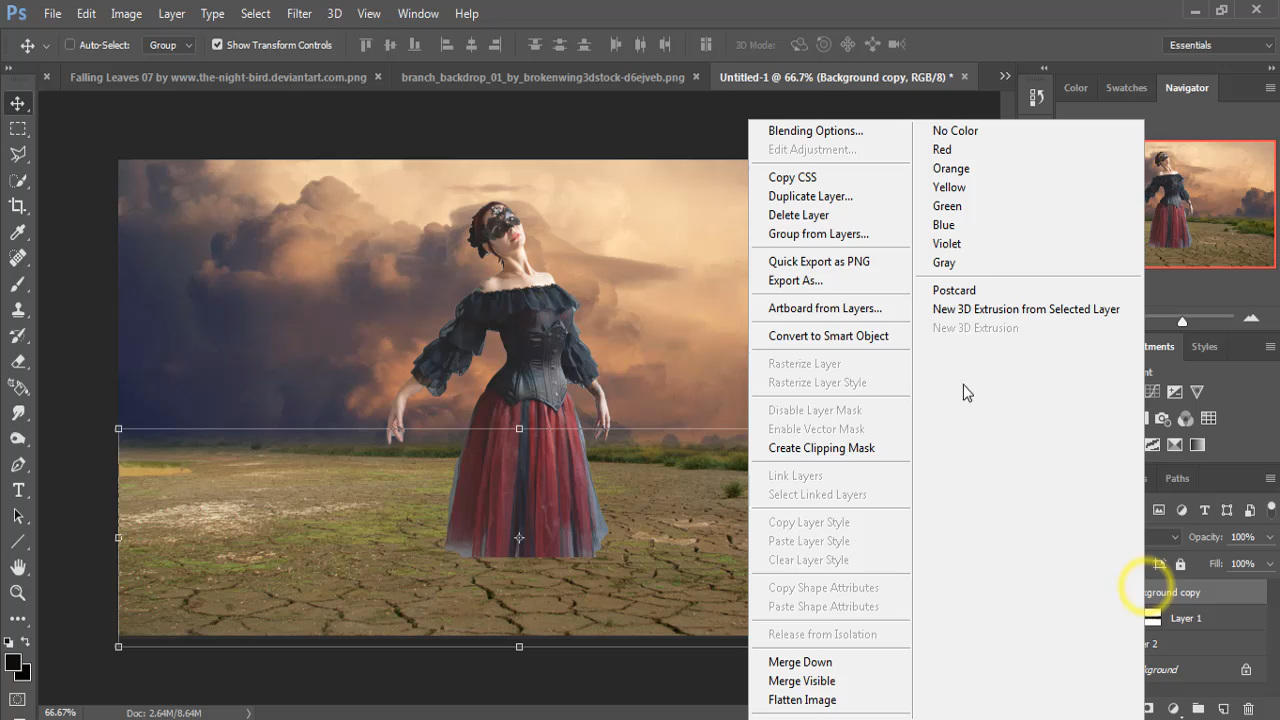 Ps File Edit Image Layer Type Select Filter 3D View Window Help
Auto-Select: Group Show Transform Controls 3D Mode: Essentials
Falling Leaves 07 by www.the-night-bird.deviantart.com.png × branch_backdrop_01_by_brokenwing3dstock-d6ejveb.png × Untitled-1 @ 66.7% (Background copy, RGB/8) * ×
Color Swatches Navigator
Blending Options...
Edit Adjustment...
Copy CSS
Duplicate Layer...
Delete Layer
Group from Layers...
Quick Export as PNG
Export As...
Artboard from Layers...
Convert to Smart Object
Rasterize Layer
Rasterize Layer Style
Disable Layer Mask
Enable Vector Mask
Create Clipping Mask
Link Layers
Select Linked Layers
Copy Layer Style
Paste Layer Style
Clear Layer Style
Copy Shape Attributes
Paste Shape Attributes
Release from Isolation
Merge Down
Merge Visible
Flatten Image
No Color
Red
Orange
Yellow
Green
Blue
Violet
Gray
Postcard
New 3D Extrusion from Selected Layer
New 3D Extrusion
tments Styles
Paths
Opacity: 100%
Fill: 100%
ground copy
Layer 1
er 2
ground
66.67% Doc: 2.64M/8.64M